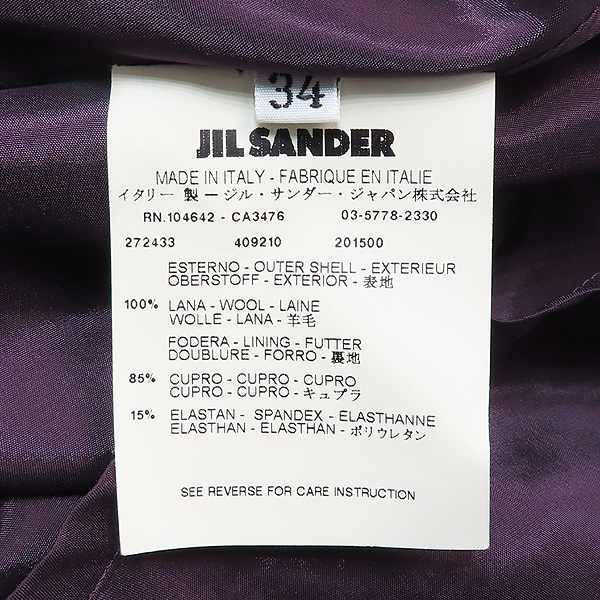 34
JIL SANDER
MADE IN ITALY - FABRIQUE EN ITALIE
イタリー 製 ージル・サンダー・ジャパン株式会社
RN.104642 - CA3476 03-5778-2330
272433 409210 201500
ESTERNO - OUTER SHELL - EXTERIEUR
OBERSTOFF - EXTERIOR - 表地
100% LANA - WOOL - LAINE
WOLLE - LANA - 羊毛
FODERA - LINING - FUTTER
DOUBLURE - FORRO - 裏地
85% CUPRO - CUPRO - CUPRO
CUPRO - CUPRO - キュプラ
15% ELASTAN - SPANDEX - ELASTHANNE
ELASTHAN - ELASTHAN - ポリウレタン
SEE REVERSE FOR CARE INSTRUCTION